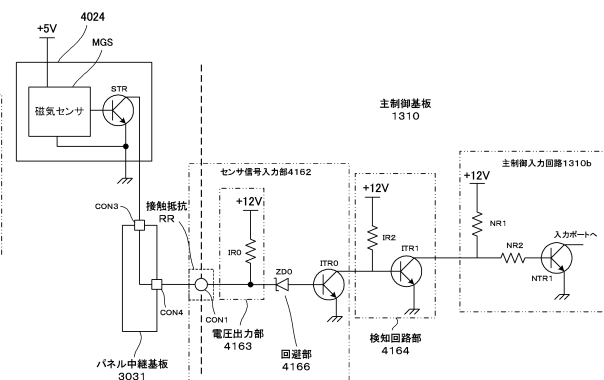 4024
+5V
MGS
STR
磁気センサ
主制御基板
1310
センサ信号入力部4162
主制御入力回路1310b
接触抵抗
RR
+12V
+12V
+12V
CON3
IR0
IR2
NR1
ITR1
NR2
入力ポートへ
ZD0
ITR0
NTR1
CON4
CON1
電圧出力部
4163
回避部
4166
検知回路部
4164
パネル中継基板
3031